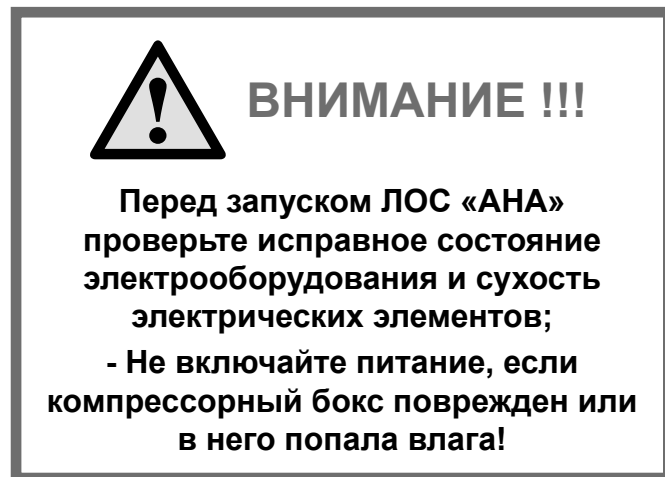 ВНИМАНИЕ !!!
Перед запуском ЛОС «АНА»
проверьте исправное состояние
электрооборудования и сухость
электрических элементов;
- Не включайте питание, если
компрессорный бокс поврежден или
в него попала влага!